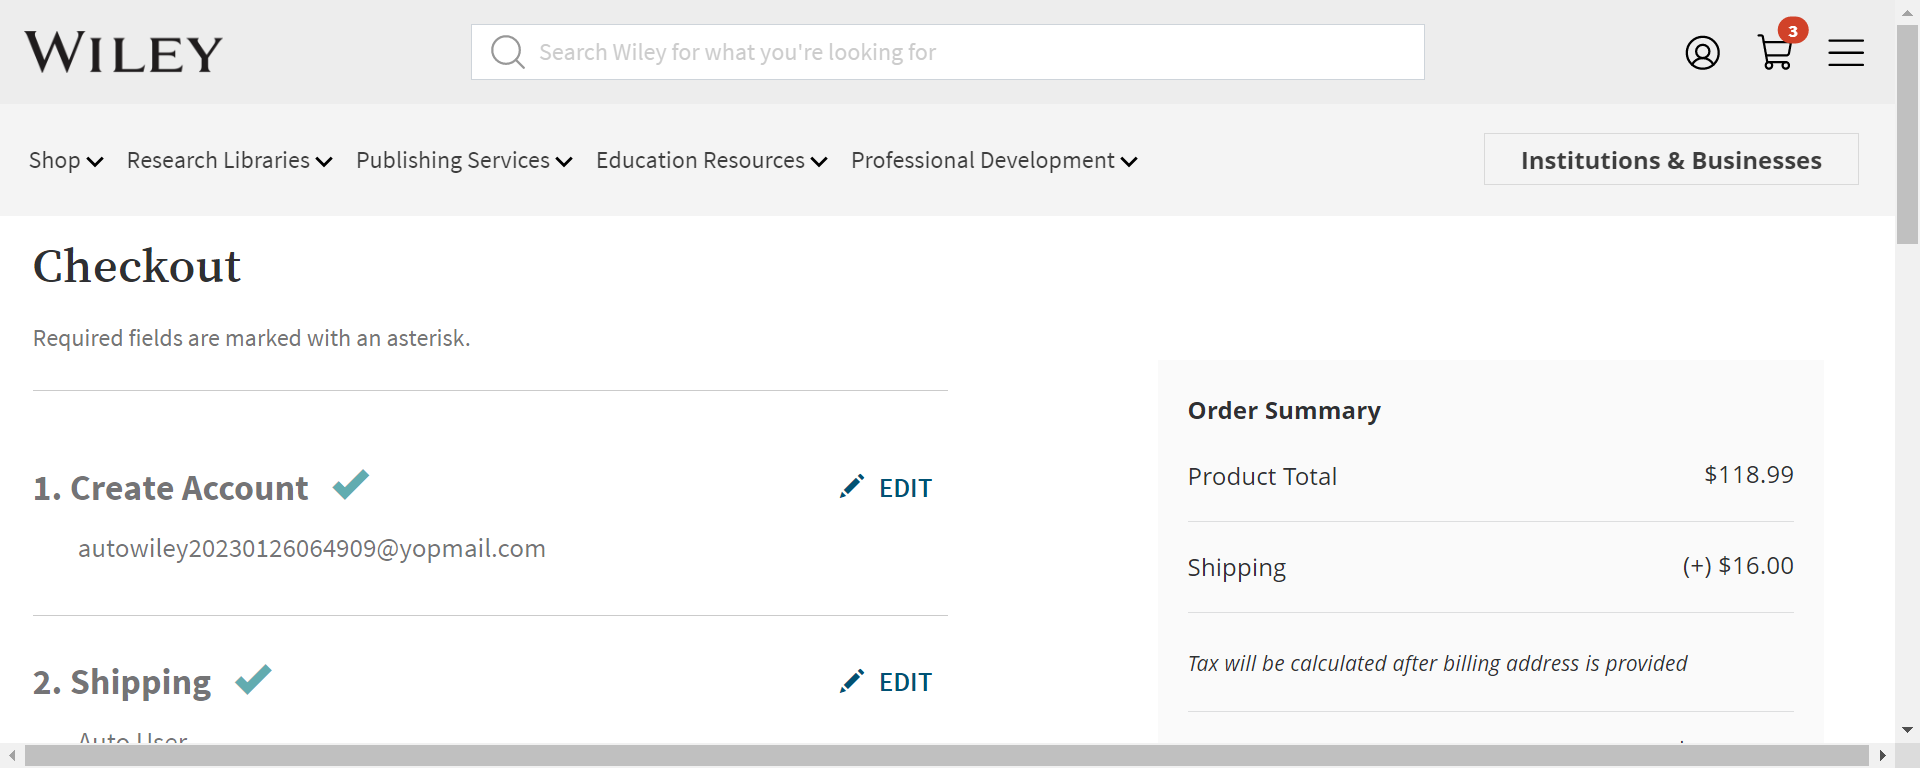 WILEY
Search Wiley for what you're looking for
3
Shop Research Libraries Publishing Services Education Resources Professional Development
Institutions & Businesses
Checkout
Required fields are marked with an asterisk.
1. Create Account
EDIT
autowiley20230126064909@yopmail.com
2. Shipping
EDIT
Auto User
Order Summary
Product Total
$118.99
Shipping
(+) $16.00
Tax will be calculated after billing address is provided